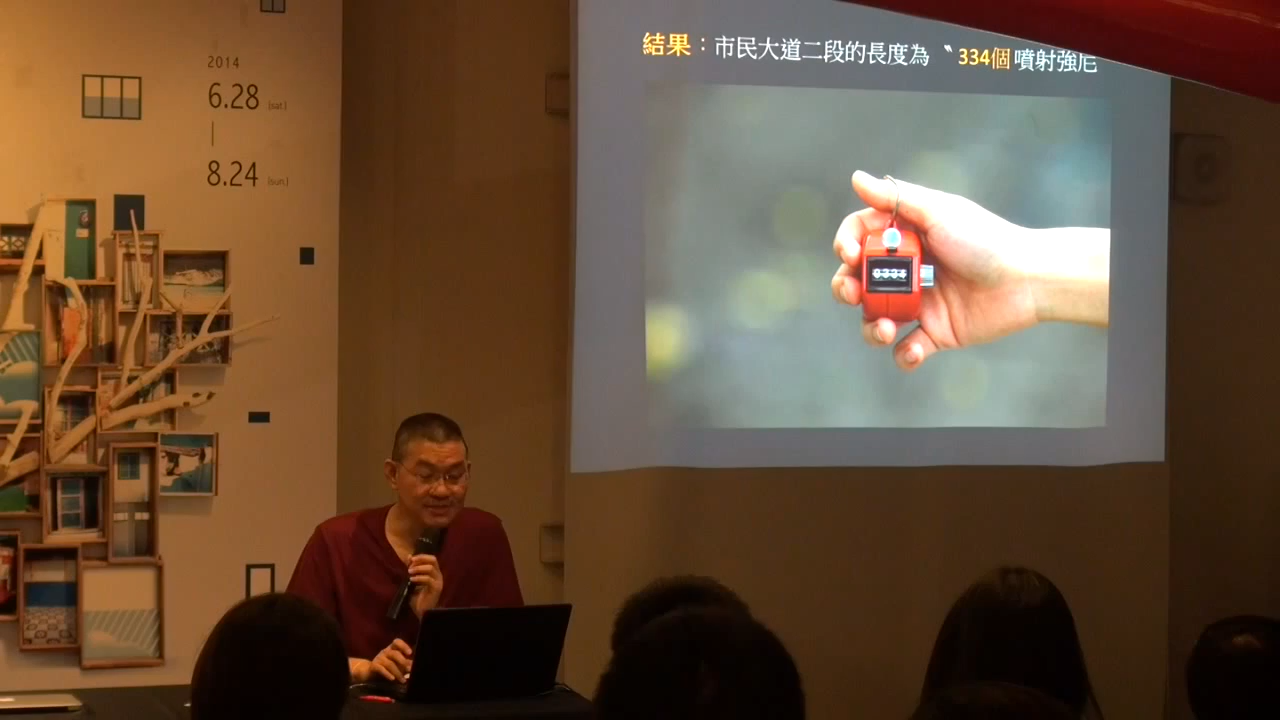 2014
6.28 (sat.)
8.24 (sun.)
結果：市民大道二段的長度為〝334個 噴射強尼
0334